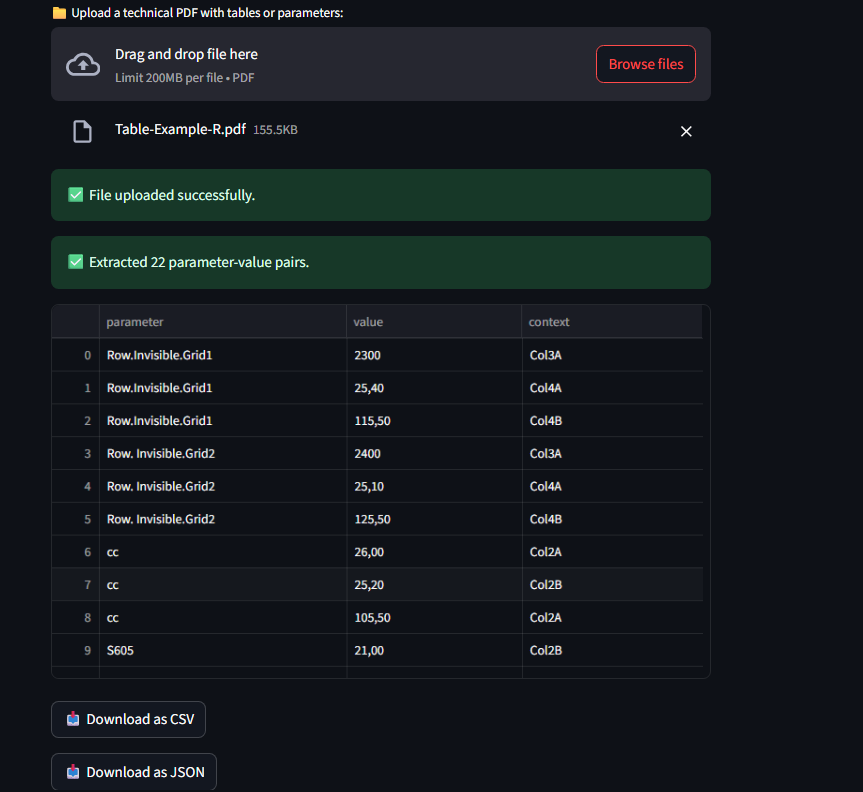 Upload a technical PDF with tables or parameters:
Drag and drop file here
Limit 200MB per file • PDF
Browse files
Table-Example-R.pdf 155.5KB
File uploaded successfully.
Extracted 22 parameter-value pairs.
parameter value context
0 Row.Invisible.Grid1 2300 Col3A
1 Row.Invisible.Grid1 25,40 Col4A
2 Row.Invisible.Grid1 115,50 Col4B
3 Row. Invisible.Grid2 2400 Col3A
4 Row. Invisible.Grid2 25,10 Col4A
5 Row. Invisible.Grid2 125,50 Col4B
6 cc 26,00 Col2A
7 cc 25,20 Col2B
8 cc 105,50 Col2A
9 S605 21,00 Col2B
Download as CSV
Download as JSON